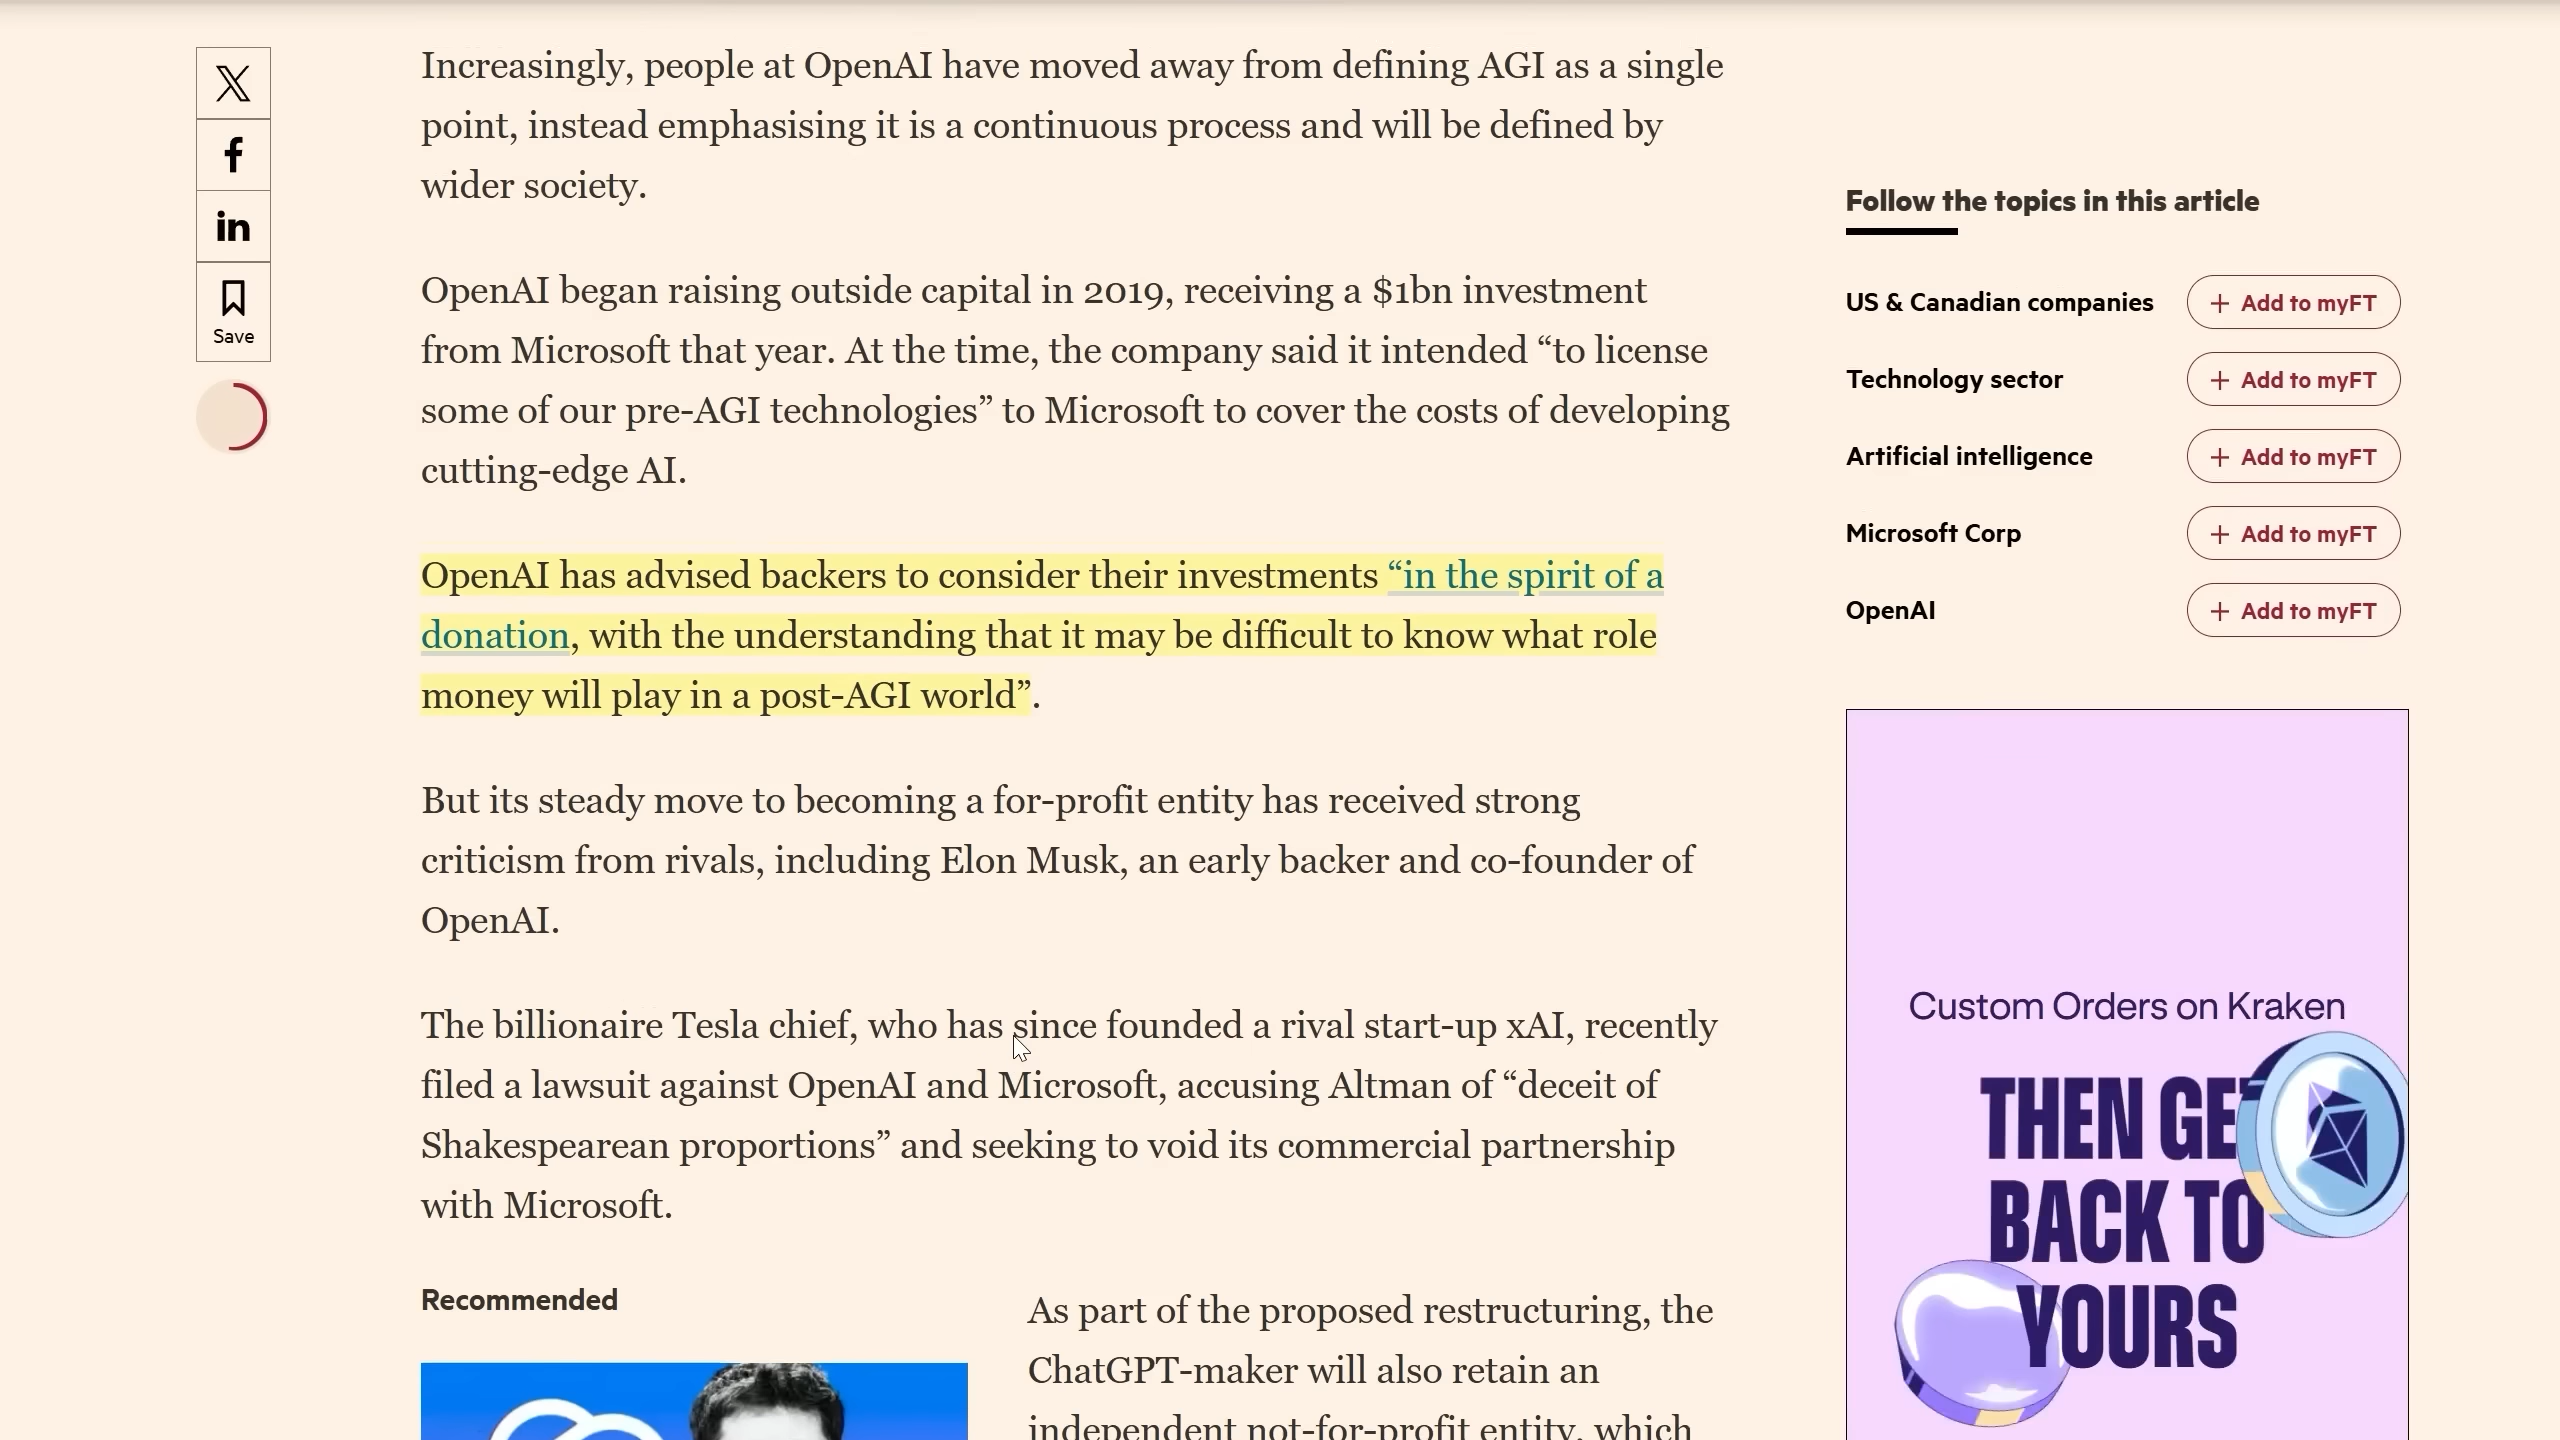 Increasingly, people at OpenAI have moved away from defining AGI as a single
point, instead emphasising it is a continuous process and will be defined by
wider society.
OpenAI began raising outside capital in 2019, receiving a $1bn investment
from Microsoft that year. At the time, the company said it intended “to license
some of our pre-AGI technologies” to Microsoft to cover the costs of developing
cutting-edge AI.
OpenAI has advised backers to consider their investments “in the spirit of a
donation, with the understanding that it may be difficult to know what role
money will play in a post-AGI world”.
But its steady move to becoming a for-profit entity has received strong
criticism from rivals, including Elon Musk, an early backer and co-founder of
OpenAI.
The billionaire Tesla chief, who has since founded a rival start-up xAI, recently
filed a lawsuit against OpenAI and Microsoft, accusing Altman of “deceit of
Shakespearean proportions” and seeking to void its commercial partnership
with Microsoft.
Recommended
As part of the proposed restructuring, the
ChatGPT-maker will also retain an
independent not-for-profit entity, which
Save
Follow the topics in this article
US & Canadian companies
+ Add to myFT
Technology sector
+ Add to myFT
Artificial intelligence
+ Add to myFT
Microsoft Corp
+ Add to myFT
OpenAI
+ Add to myFT
Custom Orders on Kraken
THEN GET
BACK TO
YOURS